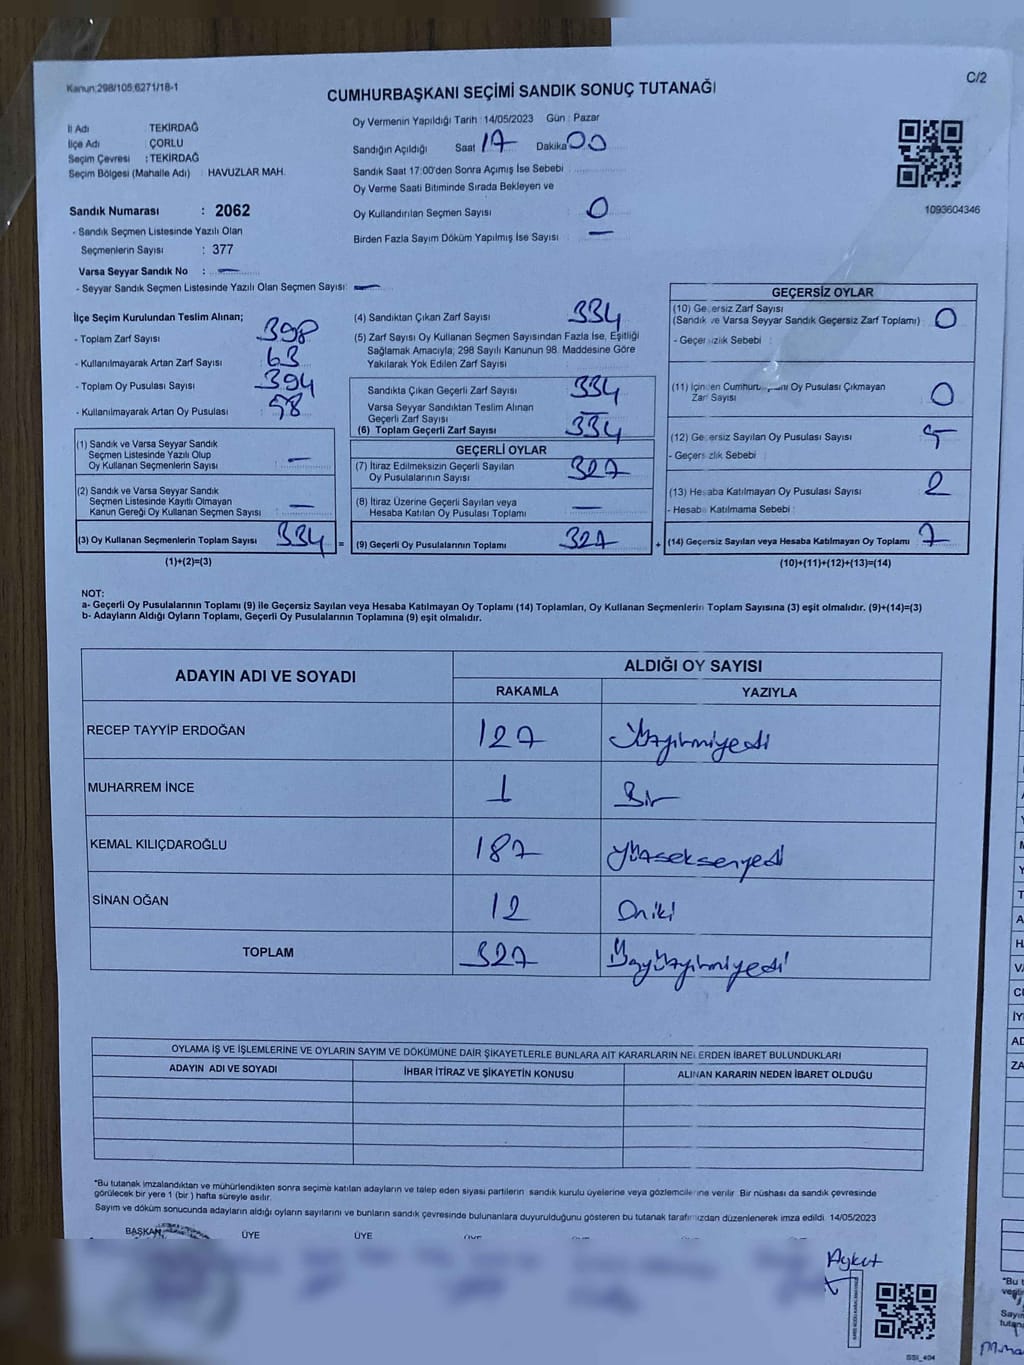 Kanun;298/105,6271/18-1
C/2
CUMHURBAŞKANI SEÇİMİ SANDIK SONUÇ TUTANAĞI
İl Adı TEKİRDAĞ
İlçe Adı : ÇORLU
Seçim Çevresi : TEKİRDAĞ
Seçim Bölgesi (Mahalle Adı) : HAVUZLAR MAH.
Sandık Numarası : 2062
- Sandık Seçmen Listesinde Yazılı Olan
Seçmenlerin Sayısı : 377
Varsa Seyyar Sandık No : —
- Seyyar Sandık Seçmen Listesinde Yazılı Olan Seçmen Sayısı: —
Oy Vermenin Yapıldığı Tarih : 14/05/2023 Gün : Pazar
Sandığın Açıldığı Saat 17 Dakika 00
Sandık Saat 17:00'den Sonra Açımış İse Sebebi
Oy Verme Saati Bitiminde Sırada Bekleyen ve
Oy Kullandırılan Seçmen Sayısı : 0
Birden Fazla Sayım Döküm Yapılmış İse Sayısı : —
1093604346
İlçe Seçim Kurulundan Teslim Alınan;
- Toplam Zarf Sayısı : 398
- Kullanılmayarak Artan Zarf Sayısı : 63
- Toplam Oy Pusulası Sayısı : 394
- Kullanılmayarak Artan Oy Pusulası : 58
(1) Sandık ve Varsa Seyyar Sandık
Seçmen Listesinde Yazılı Olup
Oy Kullanan Seçmenlerin Sayısı : —
(2) Sandık ve Varsa Seyyar Sandık
Seçmen Listesinde Kayıtlı Olmayan
Kanun Gereği Oy Kullanan Seçmen Sayısı : —
(3) Oy Kullanan Seçmenlerin Toplam Sayısı 334 =
(1)+(2)=(3)
(4) Sandıktan Çıkan Zarf Sayısı : 334
(5) Zarf Sayısı Oy Kullanan Seçmen Sayısından Fazla İse, Eşitliği
Sağlamak Amacıyla, 298 Sayılı Kanunun 98. Maddesine Göre
Yakılarak Yok Edilen Zarf Sayısı :
Sandıkta Çıkan Geçerli Zarf Sayısı : 334
Varsa Seyyar Sandıktan Teslim Alınan
Geçerli Zarf Sayısı : —
(6) Toplam Geçerli Zarf Sayısı : 334
GEÇERLİ OYLAR
(7) İtiraz Edilmeksizin Geçerli Sayılan
Oy Pusulalarının Sayısı : 327
(8) İtiraz Üzerine Geçerli Sayılan veya
Hesaba Katılan Oy Pusulası Toplamı : —
(9) Geçerli Oy Pusulalarının Toplamı : 327 +
GEÇERSİZ OYLAR
(10) Geçersiz Zarf Sayısı
(Sandık ve Varsa Seyyar Sandık Geçersiz Zarf Toplamı) : 0
- Geçersizlik Sebebi :
(11) Oy Pusulası Çıkmayan
Zarf Sayısı : 0
(12) Geçersiz Sayılan Oy Pusulası Sayısı : 5
- Geçersizlik Sebebi :
(13) Hesaba Katılmayan Oy Pusulası Sayısı : 2
- Hesaba Katılmama Sebebi :
(14) Geçersiz Sayılan veya Hesaba Katılmayan Oy Toplamı : 7
(10)+(11)+(12)+(13)=(14)
NOT:
a- Geçerli Oy Pusulalarının Toplamı (9) ile Geçersiz Sayılan veya Hesaba Katılmayan Oy Toplamı (14) Toplamları, Oy Kullanan Seçmenlerin Toplam Sayısına (3) eşit olmalıdır. (9)+(14)=(3)
b- Adayların Aldığı Oyların Toplamı, Geçerli Oy Pusulalarının Toplamına (9) eşit olmalıdır.
ADAYIN ADI VE SOYADI ALDIĞI OY SAYISI
RAKAMLA YAZIYLA
RECEP TAYYİP ERDOĞAN 127 Yüzyirmiyedi
MUHARREM İNCE 1 Bir
KEMAL KILIÇDAROĞLU 187 Yüzseksenyedi
SİNAN OĞAN 12 Oniki
TOPLAM 327 Üçyüzyirmiyedi
OYLAMA İŞ VE İŞLEMLERİNE VE OYLARIN SAYIM VE DÖKÜMÜNE DAİR ŞİKAYETLERLE BUNLARA AİT KARARLARIN NELERDEN İBARET BULUNDUKLARI
ADAYIN ADI VE SOYADI İHBAR İTİRAZ VE ŞİKAYETİN KONUSU ALINAN KARARIN NEDEN İBARET OLDUĞU
"Bu tutanak imzalandıktan ve mühürlendikten sonra seçime katılan adayların ve talep eden siyasi partilerin sandık kurulu üyelerine veya gözlemcilerine verilir. Bir nüshası da sandık çevresinde
görülecek bir yere 1 (bir) hafta süreyle asılır.
Sayım ve döküm sonucunda adayların aldığı oyların sayılarını ve bunların sandık çevresinde bulunanlara duyurulduğunu gösteren bu tutanak tarafımızdan düzenlenerek imza edildi. 14/05/2023
BAŞKAN ÜYE ÜYE
Aykut
SSI_404